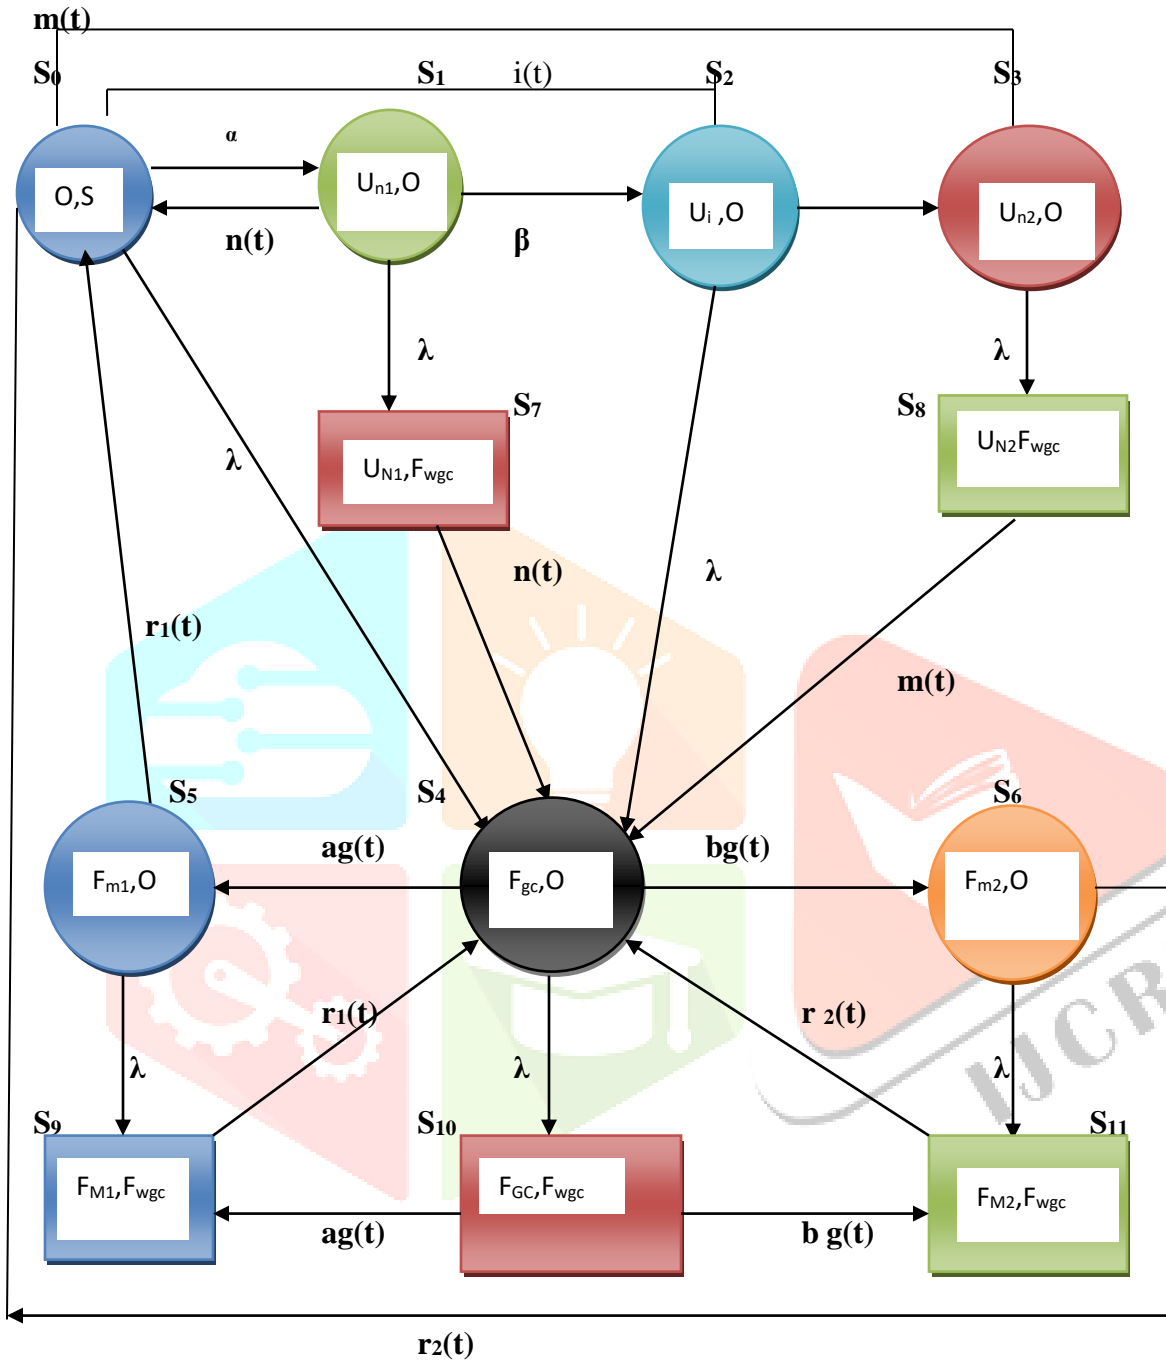 m(t)
S0 S1 i(t) S2 S3
α
O,S Un1,O Ui ,O Un2,O
n(t) β
λ λ
S7 S8
λ UN1,Fwgc UN2Fwgc
n(t) λ
r1(t)
m(t)
S5 S4 S6
ag(t) bg(t)
Fm1,O Fgc,O Fm2,O
r1(t) r 2(t)
λ λ λ
S9 S10 S11
FM1,Fwgc FGC,Fwgc FM2,Fwgc
ag(t) b g(t)
r2(t)
IJCR